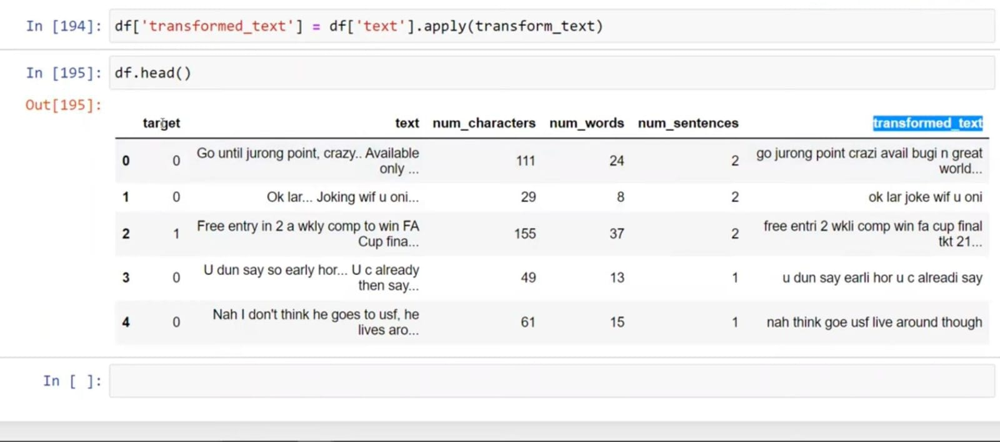 In [194]: df['transformed_text'] = df['text'].apply(transform_text)
In [195]: df.head()
Out[195]:
target text num_characters num_words num_sentences transformed_text
0 0 Go until jurong point, crazy.. Available only ... 111 24 2 go jurong point crazi avail bugi n great world...
1 0 Ok lar... Joking wif u oni... 29 8 2 ok lar joke wif u oni
2 1 Free entry in 2 a wkly comp to win FA Cup fina... 155 37 2 free entri 2 wkli comp win fa cup final tkt 21...
3 0 U dun say so early hor... U c already then say... 49 13 1 u dun say earli hor u c alreadi say
4 0 Nah I don't think he goes to usf, he lives aro... 61 15 1 nah think goe usf live around though
In [ ]: